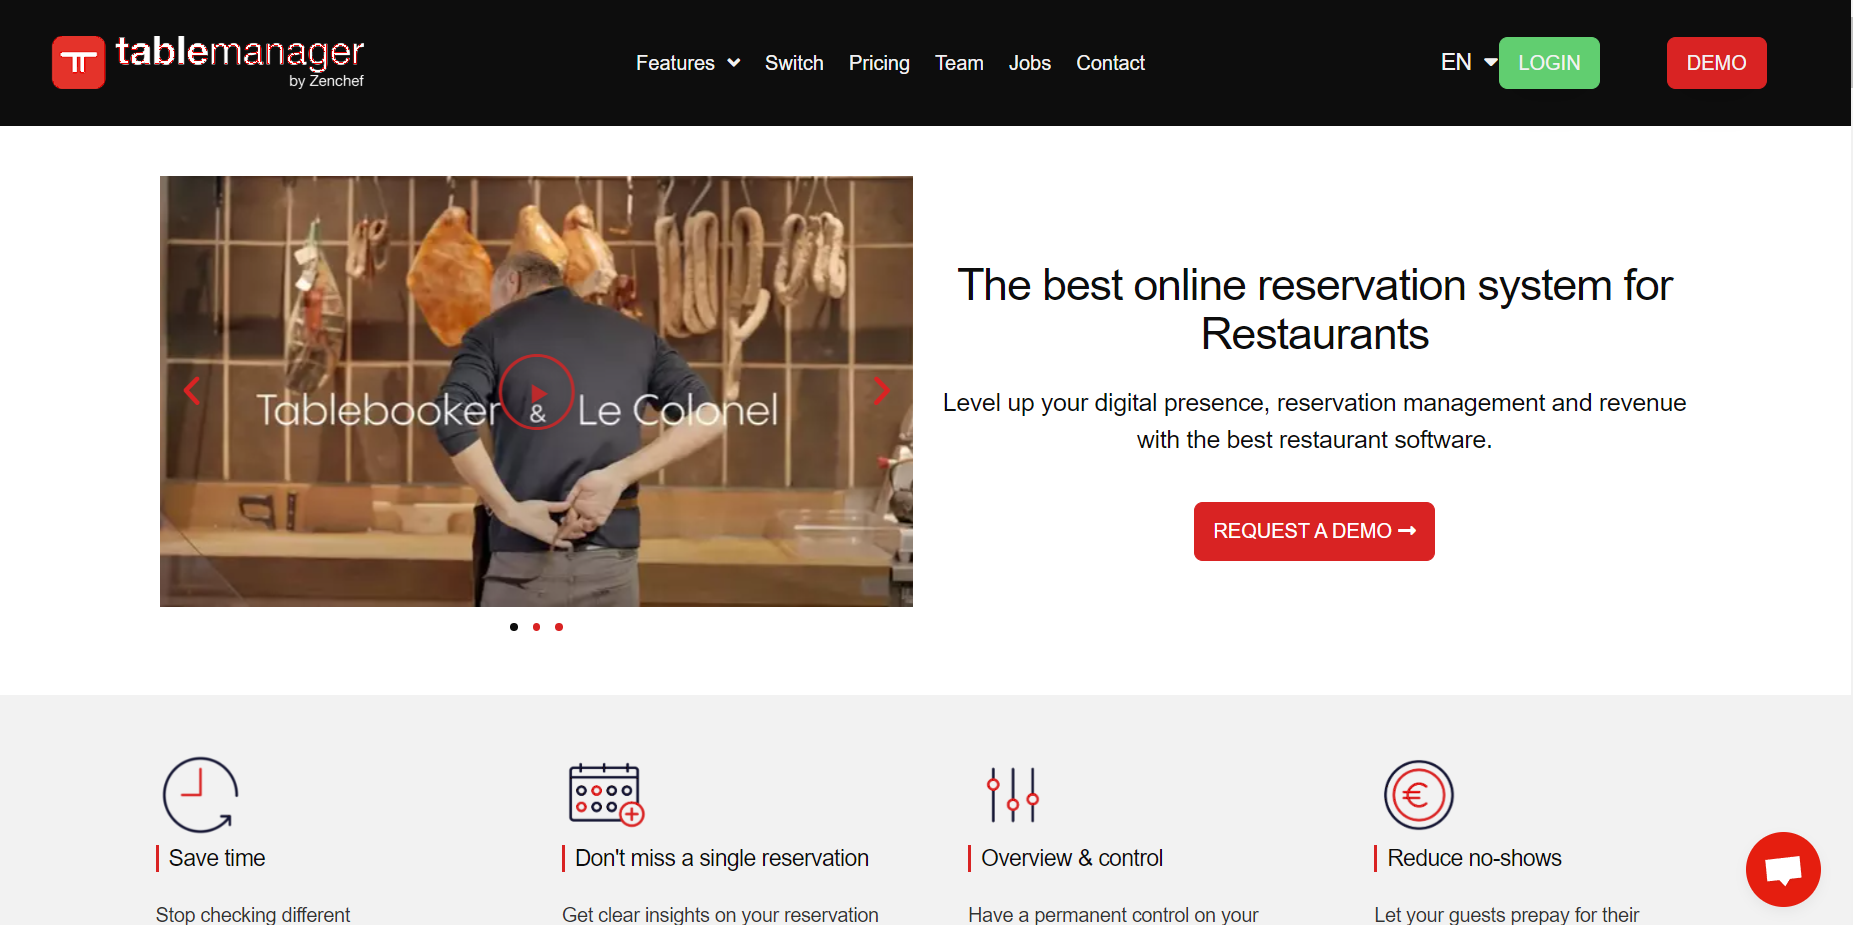 tablemanager
by Zenchef
Features
Switch
Pricing
Team
Jobs
Contact
EN
LOGIN
DEMO
Tablebooker & Le Colonel
The best online reservation system for
Restaurants
Level up your digital presence, reservation management and revenue
with the best restaurant software.
REQUEST A DEMO
Save time
Stop checking different
Don't miss a single reservation
Get clear insights on your reservation
Overview & control
Have a permanent control on your
Reduce no-shows
Let your guests prepay for their